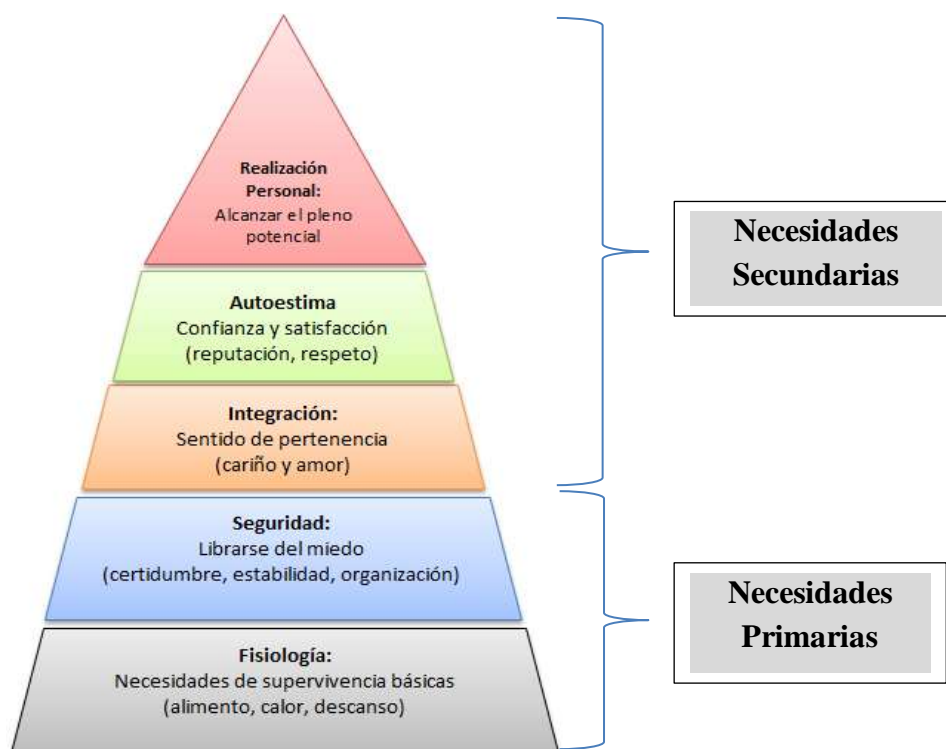 Realización
Personal:
Alcanzar el pleno
potencial
Autoestima
Confianza y satisfacción
(reputación, respeto)
Integración:
Sentido de pertenencia
(cariño y amor)
Necesidades
Secundarias
Seguridad:
Librarse del miedo
(certidumbre, estabilidad, organización)
Fisiología:
Necesidades de supervivencia básicas
(alimento, calor, descanso)
Necesidades
Primarias